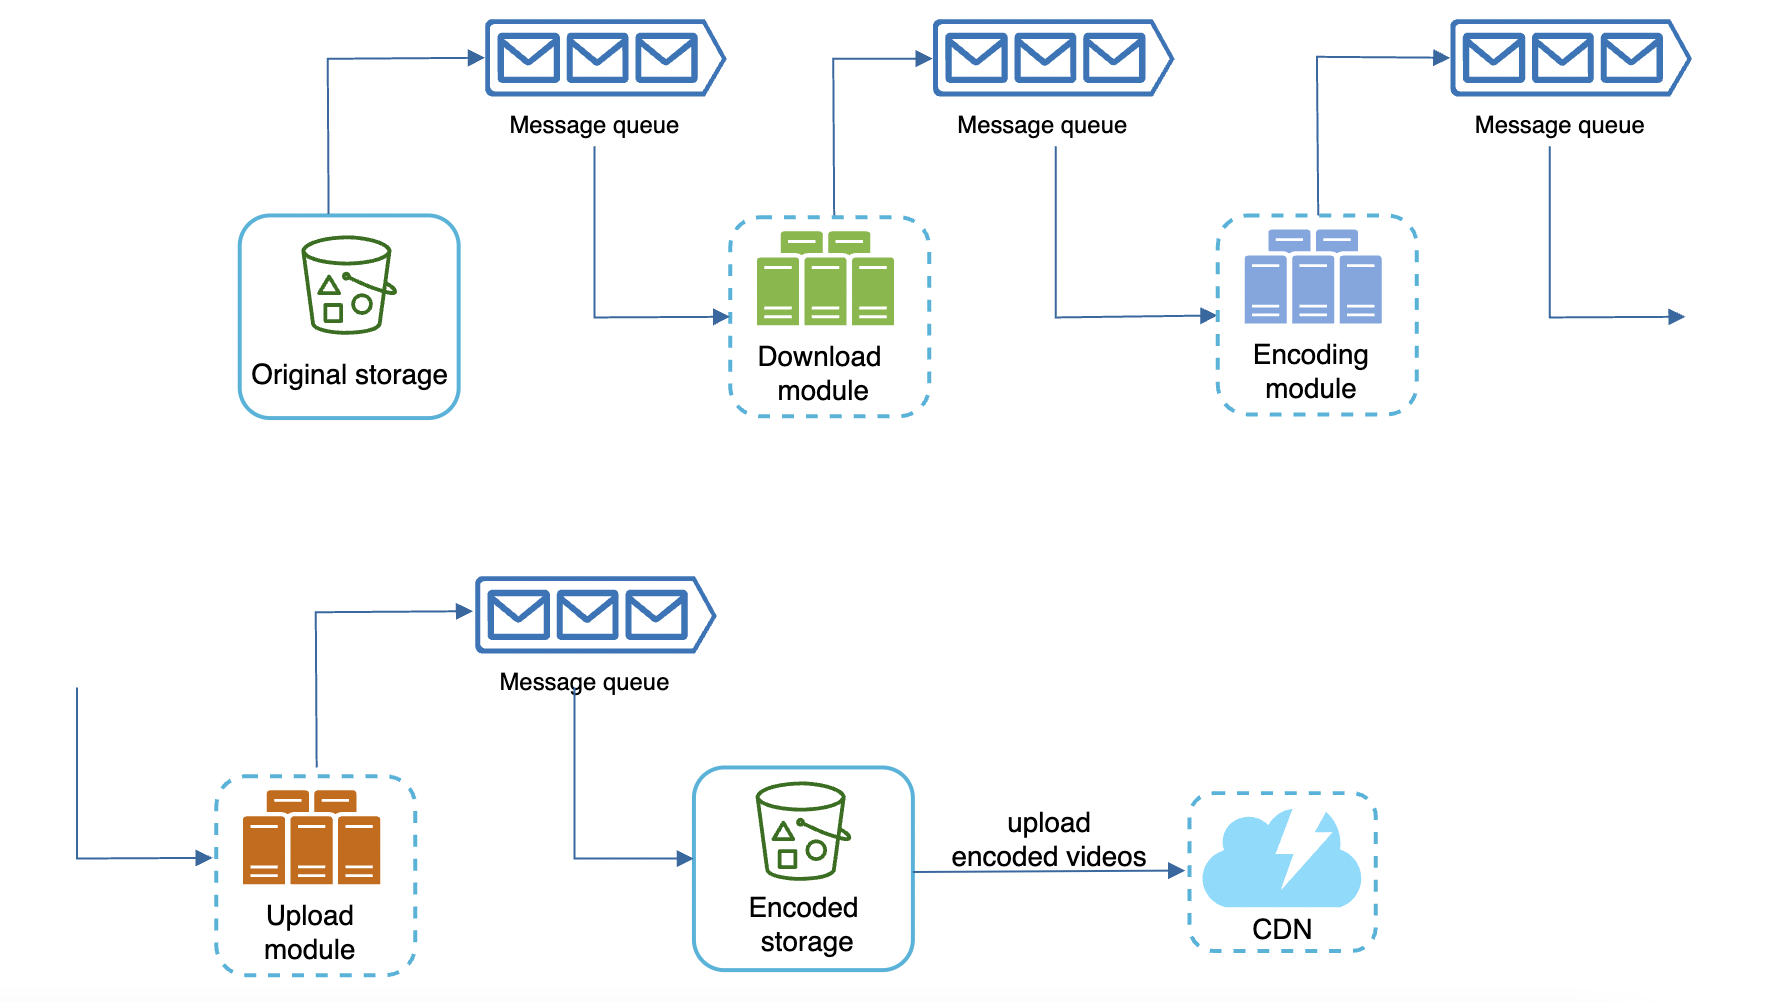 Message queue
Message queue
Message queue
Original storage
Download
module
Encoding
module
Message queue
upload
encoded videos
Upload
module
Encoded
storage
CDN